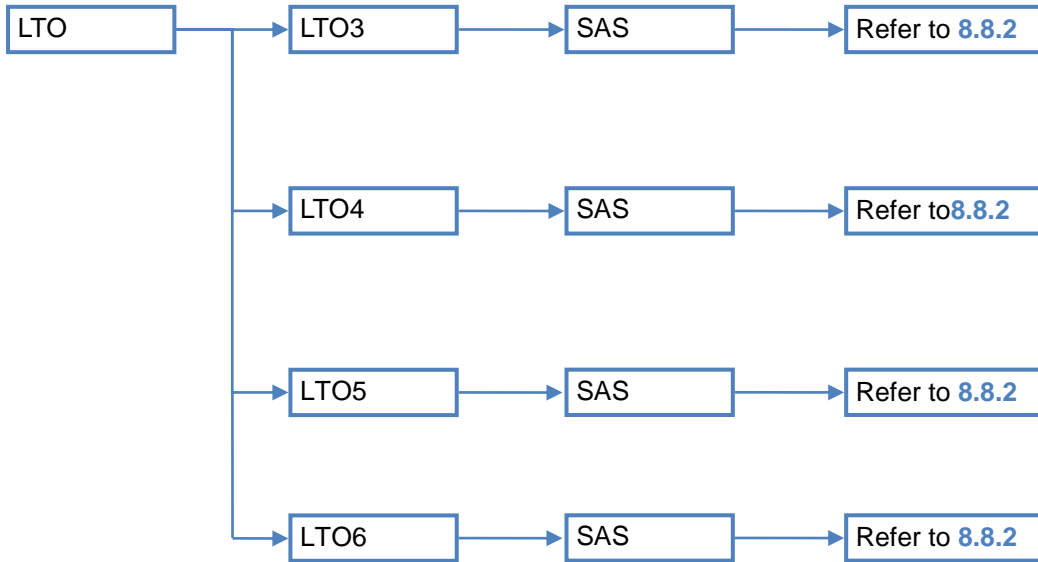 LTO
LTO3
SAS
Refer to 8.8.2
LTO4
SAS
Refer to8.8.2
LTO5
SAS
Refer to 8.8.2
LTO6
SAS
Refer to 8.8.2